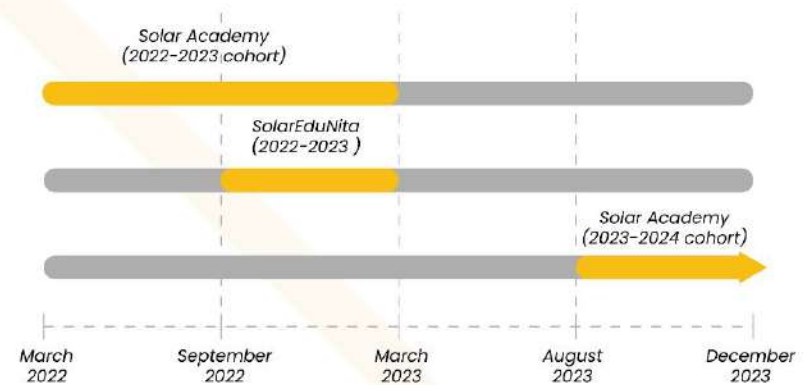 Solar Academy
(2022-2023 cohort)
SolarEduNita
(2022-2023 )
Solar Academy
(2023-2024 cohort)
March
2022
September
2022
March
2023
August
2023
December
2023